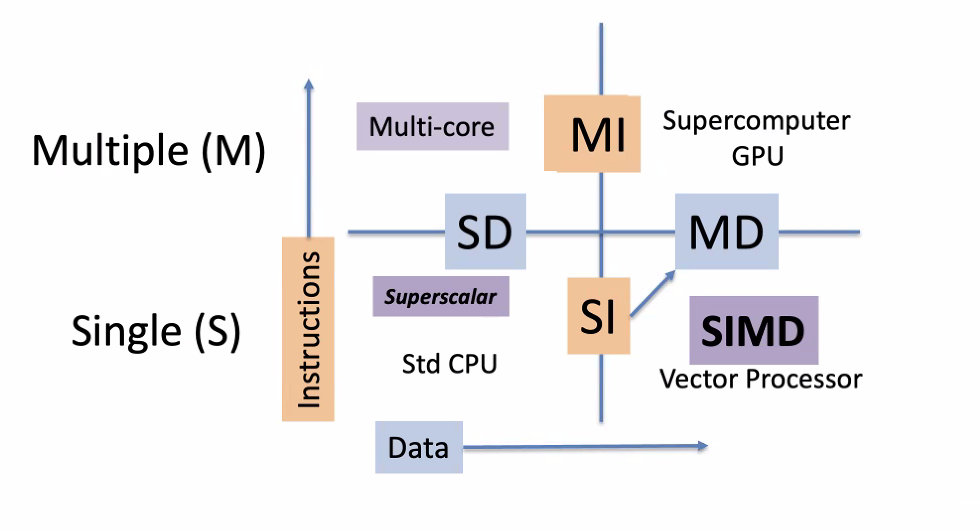 Multiple (M)
Multi-core
MI
Supercomputer
GPU
SD
MD
Instructions
Superscalar
SI
Single (S)
SIMD
Std CPU
Vector Processor
Data